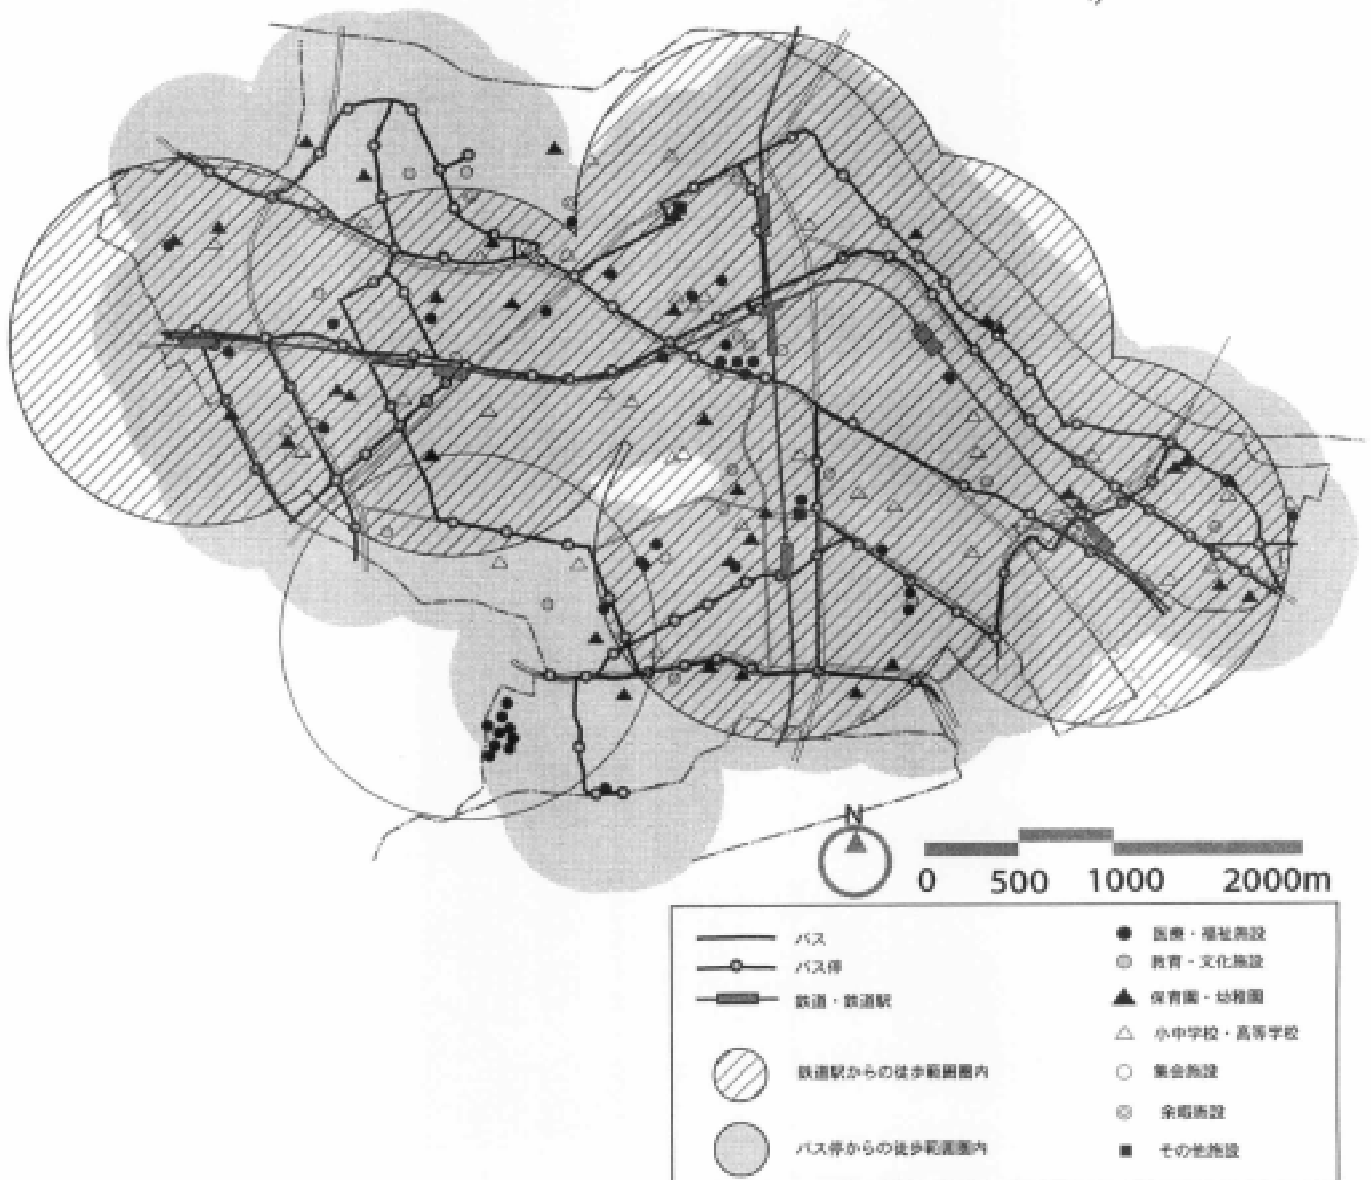 N
0 500 1000 2000m
バス
バス停
鉄道・鉄道駅
鉄道駅からの徒歩範囲圏内
バス停からの徒歩範囲圏内
医療・福祉施設
教育・文化施設
保育園・幼稚園
小中学校・高等学校
集会施設
余暇施設
その他施設